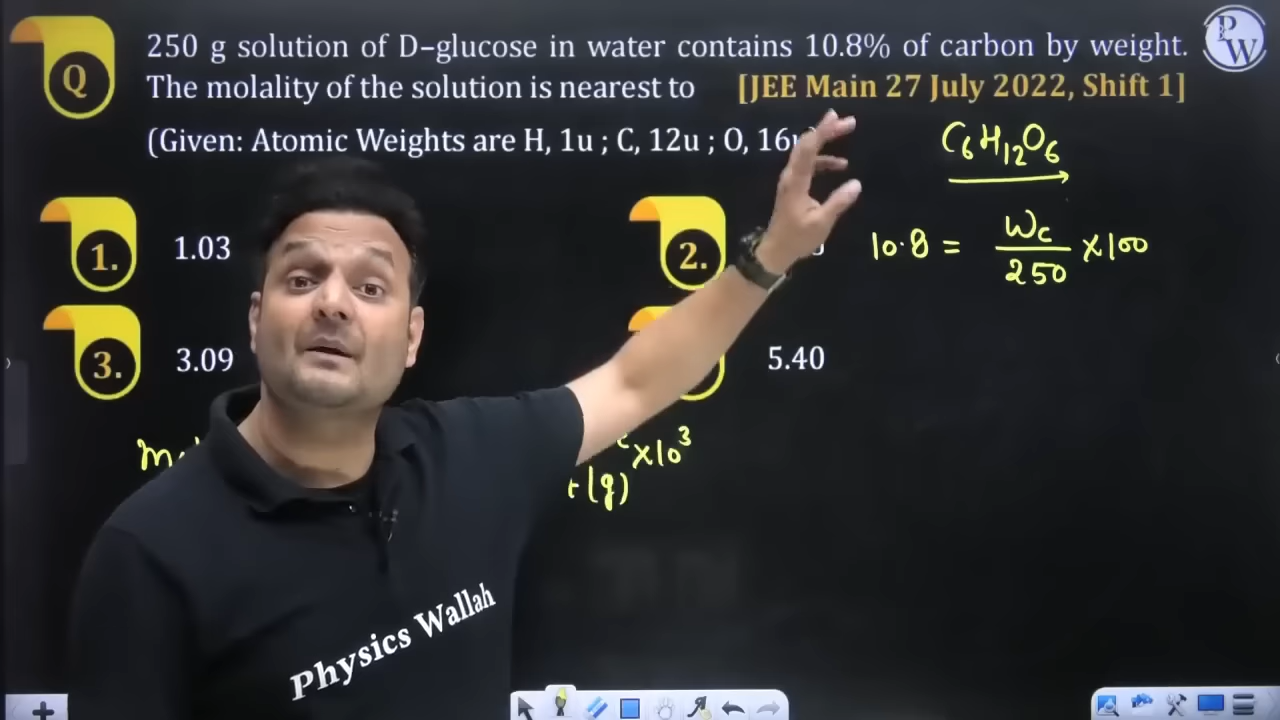 Q
250 g solution of D–glucose in water contains 10.8% of carbon by weight.
The molality of the solution is nearest to [JEE Main 27 July 2022, Shift 1]
(Given: Atomic Weights are H, 1u ; C, 12u ; O, 16u)
PW
C₆H₁₂O₆
10.8 = W꜀/250 ×100
1. 1.03
2.
3. 3.09
5.40
×10³
(g)
Physics Wallah